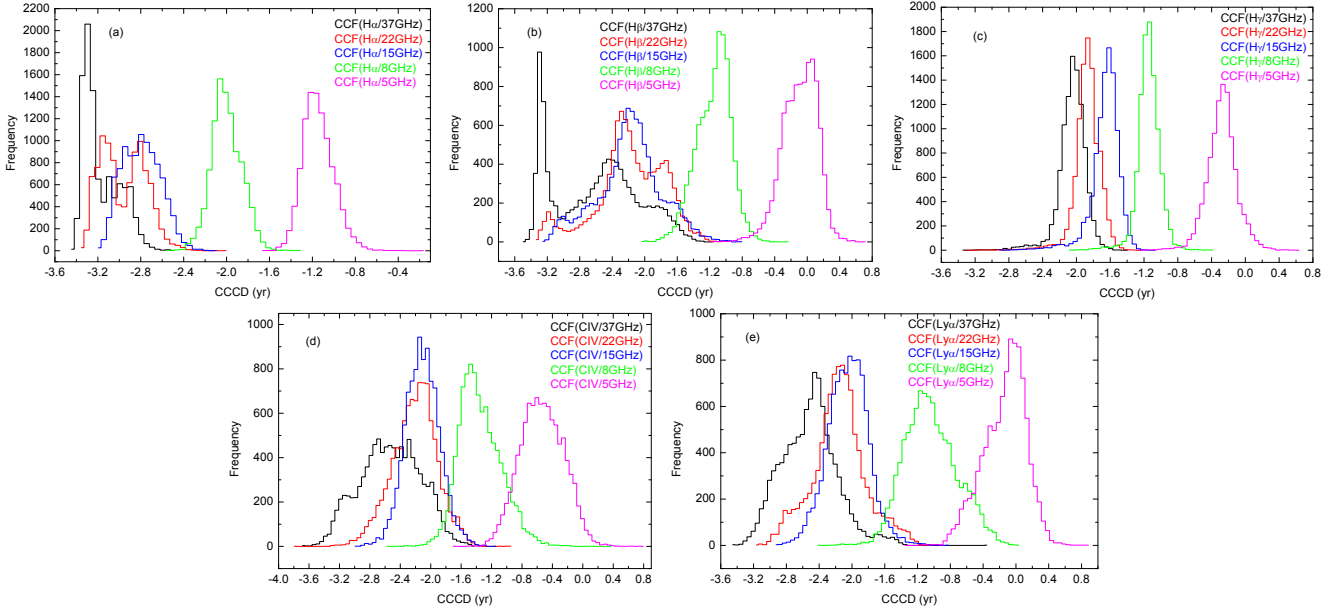 (a)
CCF(Hα/37GHz)
CCF(Hα/22GHz)
CCF(Hα/15GHz)
CCF(Hα/8GHz)
CCF(Hα/5GHz)
2200
2000
1800
1600
1400
1200
1000
800
600
400
200
0
Frequency
-3.6 -3.2 -2.8 -2.4 -2.0 -1.6 -1.2 -0.8 -0.4
CCCD (yr)
(b)
CCF(Hβ/37GHz)
CCF(Hβ/22GHz)
CCF(Hβ/15GHz)
CCF(Hβ/8GHz)
CCF(Hβ/5GHz)
1200
1000
800
600
400
200
0
Frequency
-3.6 -3.2 -2.8 -2.4 -2.0 -1.6 -1.2 -0.8 -0.4 0.0 0.4 0.8
CCCD (yr)
(c)
CCF(Hγ/37GHz)
CCF(Hγ/22GHz)
CCF(Hγ/15GHz)
CCF(Hγ/8GHz)
CCF(Hγ/5GHz)
2000
1800
1600
1400
1200
1000
800
600
400
200
0
Frequency
-3.6 -3.2 -2.8 -2.4 -2.0 -1.6 -1.2 -0.8 -0.4 0.0 0.4 0.8
CCCD (yr)
(d)
CCF(CIV/37GHz)
CCF(CIV/22GHz)
CCF(CIV/15GHz)
CCF(CIV/8GHz)
CCF(CIV/5GHz)
1000
800
600
400
200
0
Frequency
-4.0 -3.6 -3.2 -2.8 -2.4 -2.0 -1.6 -1.2 -0.8 -0.4 0.0 0.4 0.8
CCCD (yr)
(e)
CCF(Lyα/37GHz)
CCF(Lyα/22GHz)
CCF(Lyα/15GHz)
CCF(Lyα/8GHz)
CCF(Lyα/5GHz)
1000
800
600
400
200
0
Frequency
-3.6 -3.2 -2.8 -2.4 -2.0 -1.6 -1.2 -0.8 -0.4 0.0 0.4 0.8
CCCD (yr)